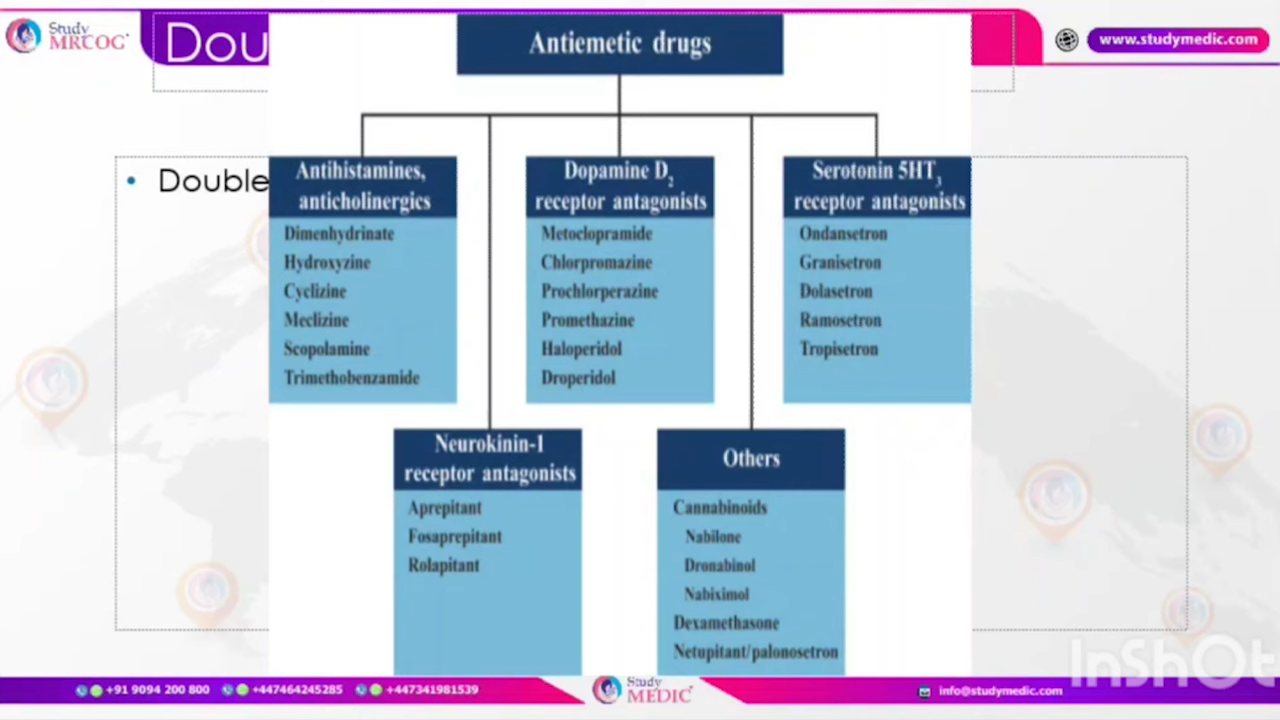 Study
MRCOG
Dou
Antiemetic drugs
www.studymedic.com
• Double
Antihistamines,
anticholinergics
Dimenhydrinate
Hydroxyzine
Cyclizine
Meclizine
Scopolamine
Trimethobenzamide
Dopamine D2
receptor antagonists
Metoclopramide
Chlorpromazine
Prochlorperazine
Promethazine
Haloperidol
Droperidol
Serotonin 5HT3
receptor antagonists
Ondansetron
Granisetron
Dolasetron
Ramosetron
Tropisetron
Neurokinin-1
receptor antagonists
Aprepitant
Fosaprepitant
Rolapitant
Others
Cannabinoids
Nabilone
Dronabinol
Nabiximol
Dexamethasone
Netupitant/palonosetron
InShOt
+91 9094 200 800 +447464245285 +447341981539
Study
MEDIC
info@studymedic.com